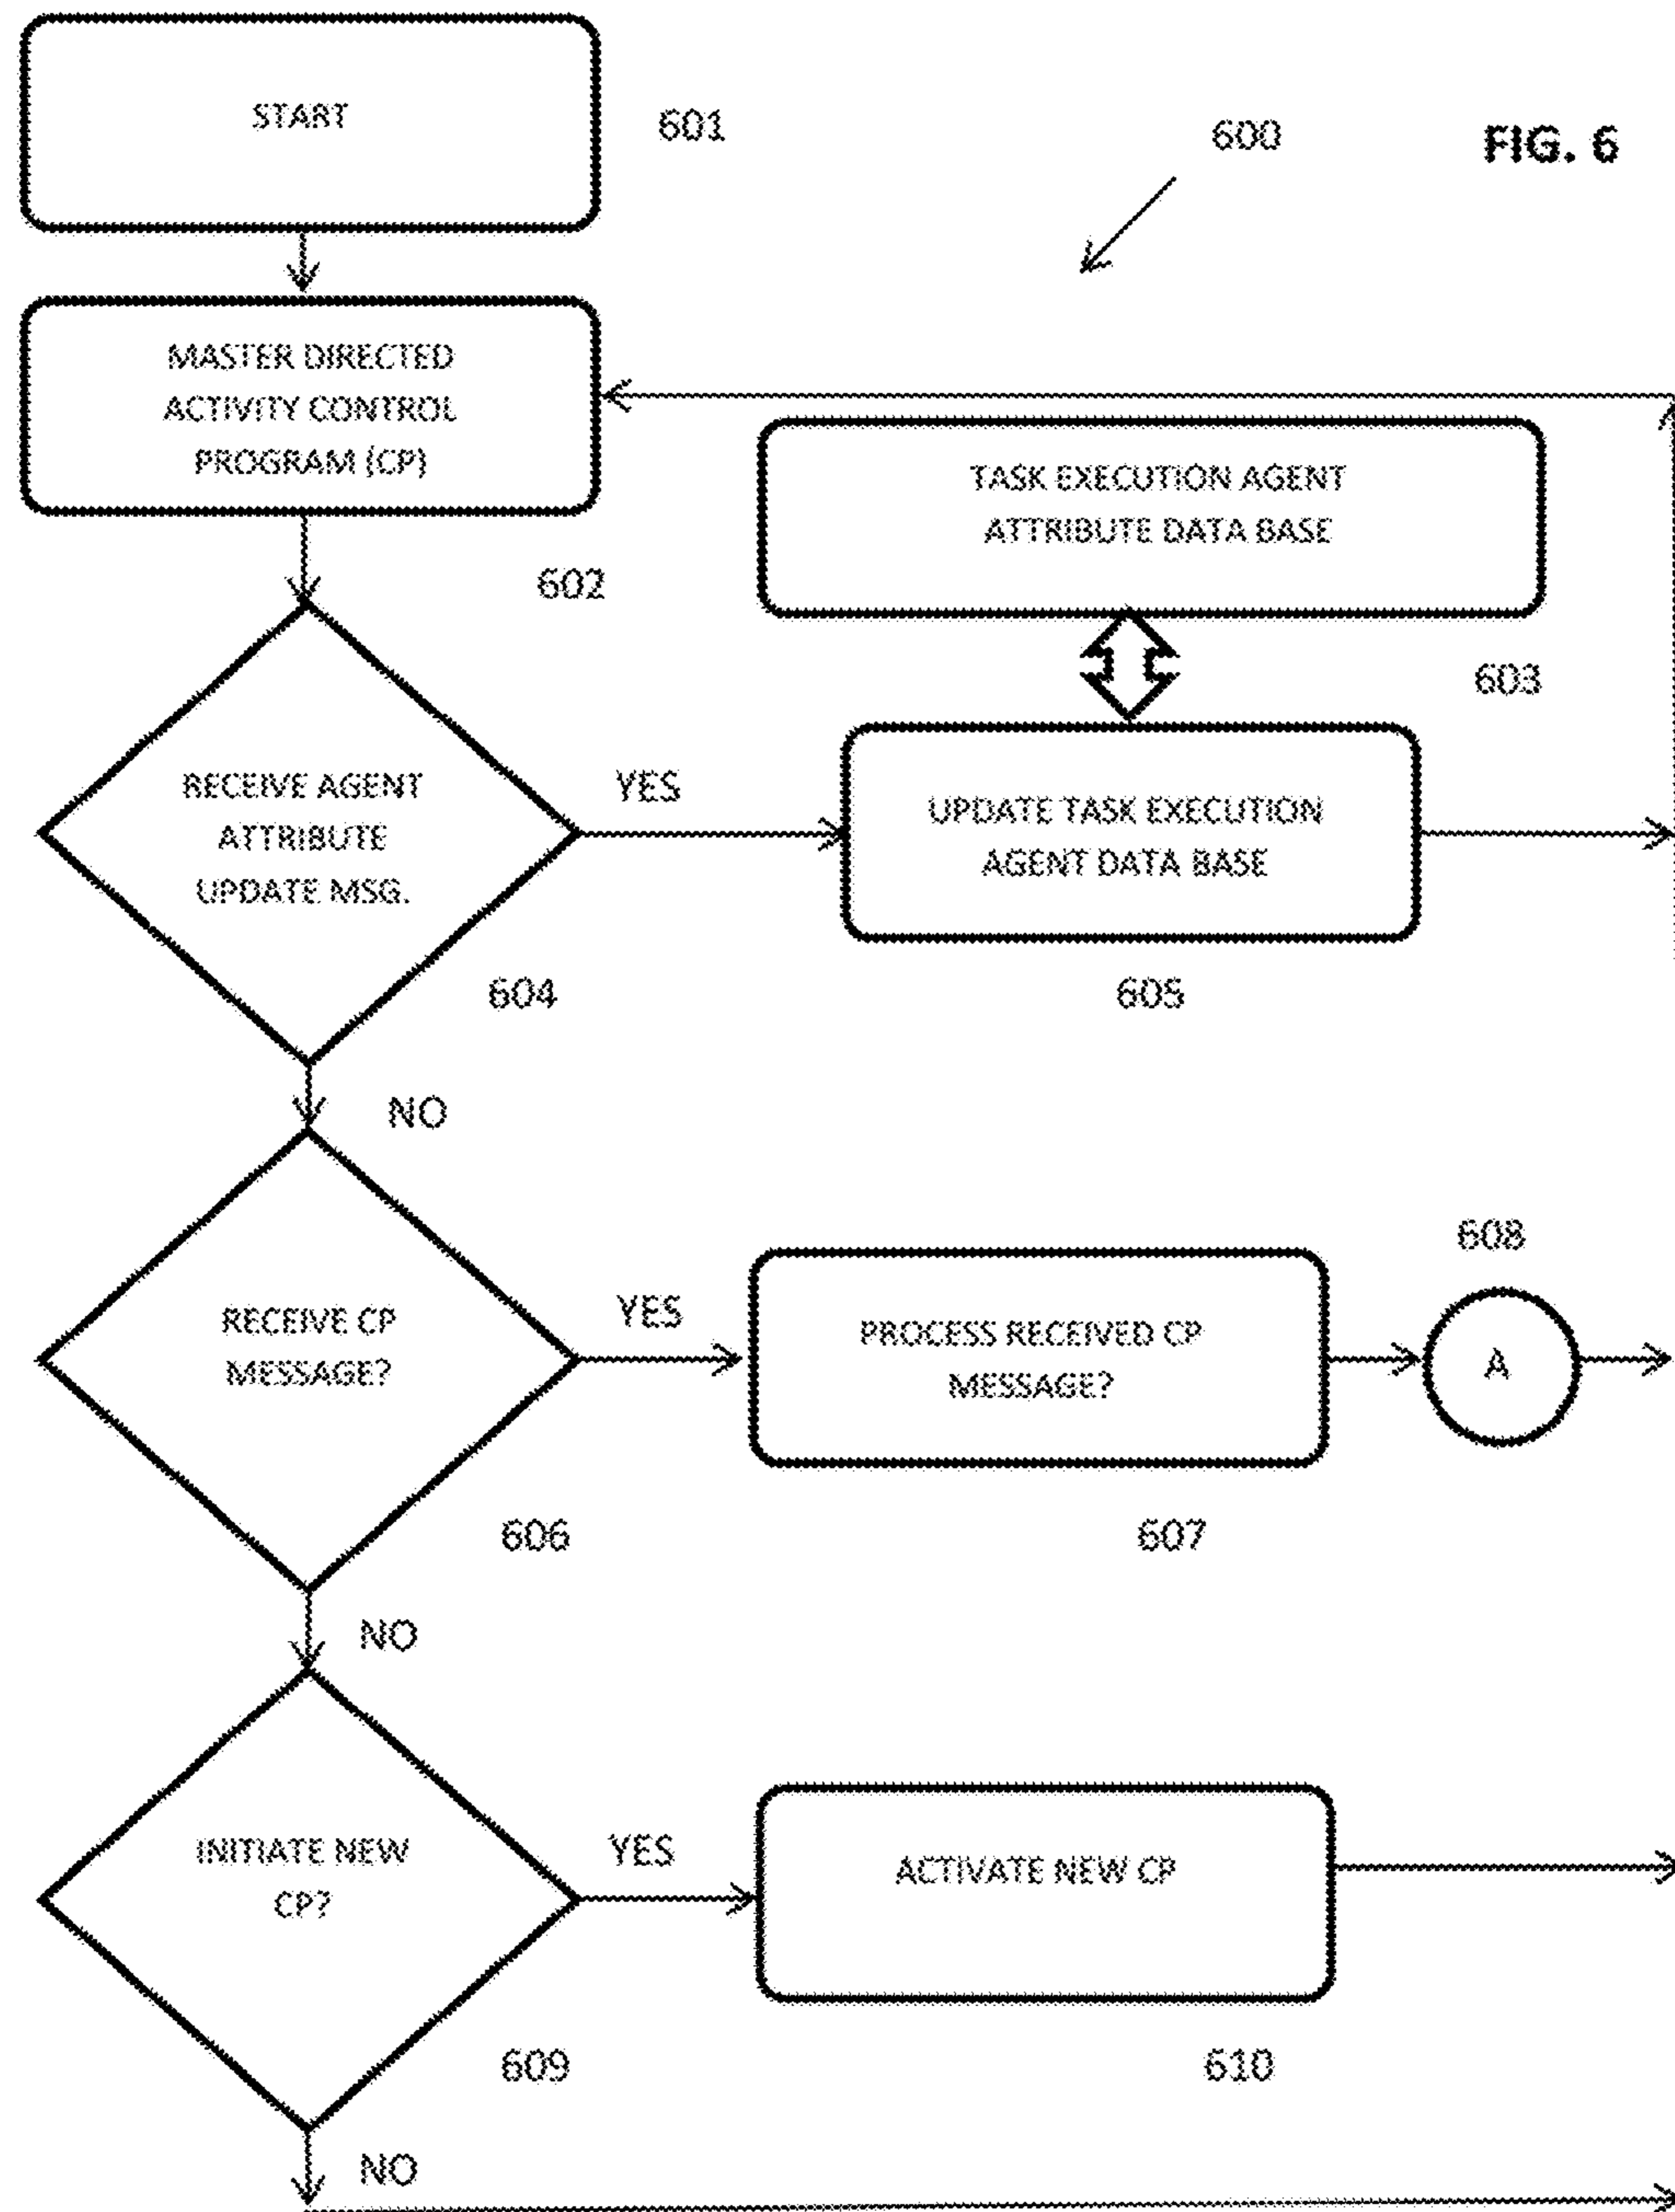 START
601
600
FIG. 6
MASTER DIRECTED
ACTIVITY CONTROL
PROGRAM (CP)
602
TASK EXECUTION AGENT
ATTRIBUTE DATA BASE
603
RECEIVE AGENT
ATTRIBUTE
UPDATE MSG.
YES
UPDATE TASK EXECUTION
AGENT DATA BASE
604
605
NO
RECEIVE CP
MESSAGE?
YES
PROCESS RECEIVED CP
MESSAGE?
608
A
606
607
NO
INITIATE NEW
CP?
YES
ACTIVATE NEW CP
609
610
NO